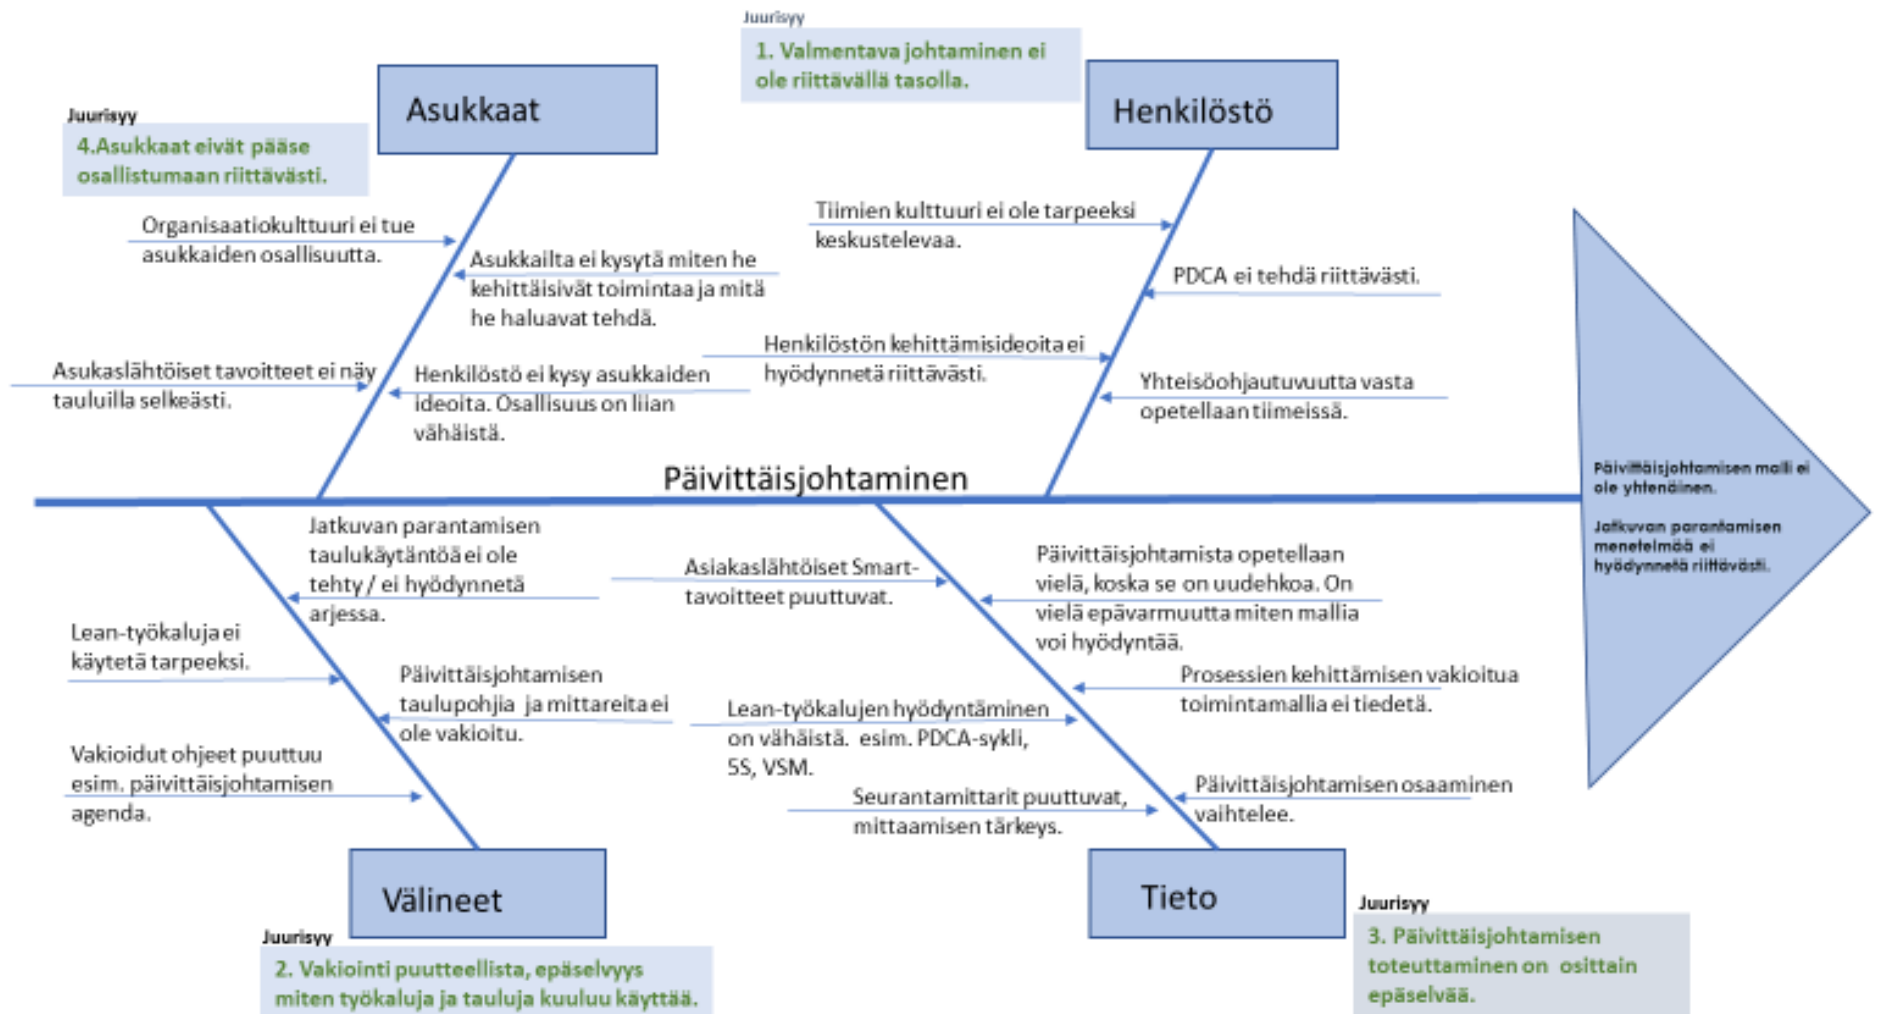 Juurisyy
1. Valmentava johtaminen ei
ole riittävällä tasolla.
Asukkaat
Henkilöstö
Juurisyy
4.Asukkaat eivät pääse
osallistumaan riittävästi.
Organisaatiokulttuuri ei tue
asukkaiden osallisuutta.
Asukkailta ei kysytä miten he
kehittäisivät toimintaa ja mitä
he haluavat tehdä.
Asukaslähtöiset tavoitteet ei näy
tauluilla selkeästi.
Henkilöstö ei kysy asukkaiden
ideoita. Osallisuus on liian
vähäistä.
Tiimien kulttuuri ei ole tarpeeksi
keskustelevaa.
PDCA ei tehdä riittävästi.
Henkilöstön kehittämisideoita ei
hyödynnetä riittävästi.
Yhteisöohjautuvuutta vasta
opetellaan tiimeissä.
Päivittäisjohtaminen
Päivittäisjohtamisen malli ei
ole yhtenäinen.
Jatkuvan parantamisen
menetelmää ei
hyödynnetä riittävästi.
Jatkuvan parantamisen
taulukäytäntöä ei ole
tehty / ei hyödynnetä
arjessa.
Lean-työkaluja ei
käytetä tarpeeksi.
Päivittäisjohtamisen
taulupohjia ja mittareita ei
ole vakioitu.
Vakioidut ohjeet puuttuu
esim. päivittäisjohtamisen
agenda.
Asiakaslähtöiset Smart-
tavoitteet puuttuvat.
Päivittäisjohtamista opetellaan
vielä, koska se on uudehkoa. On
vielä epävarmuutta miten mallia
voi hyödyntää.
Prosessien kehittämisen vakioitua
toimintamallia ei tiedetä.
Lean-työkalujen hyödyntäminen
on vähäistä. esim. PDCA-sykli,
5S, VSM.
Päivittäisjohtamisen osaaminen
vaihtelee.
Seurantamittarit puuttuvat,
mittaamisen tärkeys.
Välineet
Tieto
Juurisyy
2. Vakiointi puutteellista, epäselvyys
miten työkaluja ja tauluja kuuluu käyttää.
Juurisyy
3. Päivittäisjohtamisen
toteuttaminen on osittain
epäselvää.